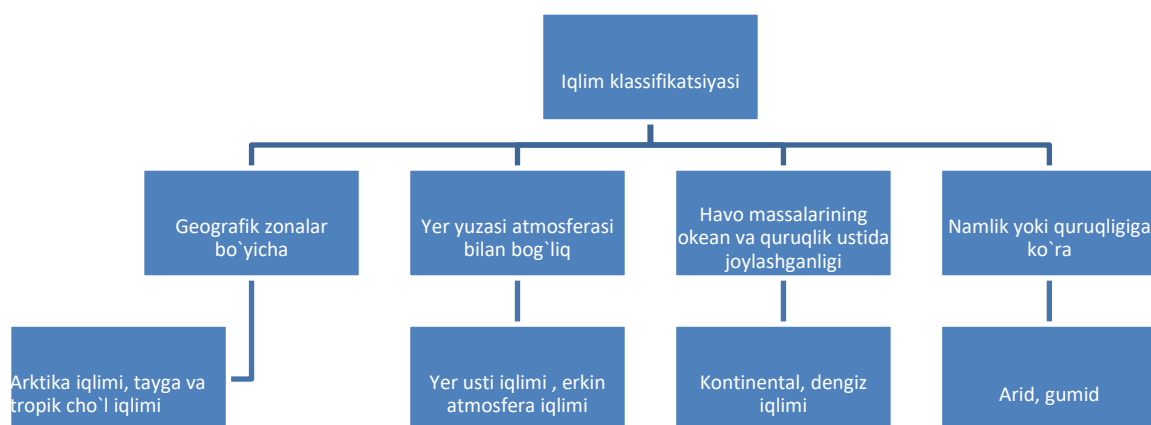 Iqlim klassifikatsiyasi
Geografik zonalar
bo`yicha
Yer yuzasi atmosferasi
bilan bog`liq
Havo massalarining
okean va quruqlik ustida
joylashganligi
Namlik yoki quruqligiga
ko`ra
Arktika iqlimi, tayga va
tropik cho`l iqlimi
Yer usti iqlimi , erkin
atmosfera iqlimi
Kontinental, dengiz
iqlimi
Arid, gumid